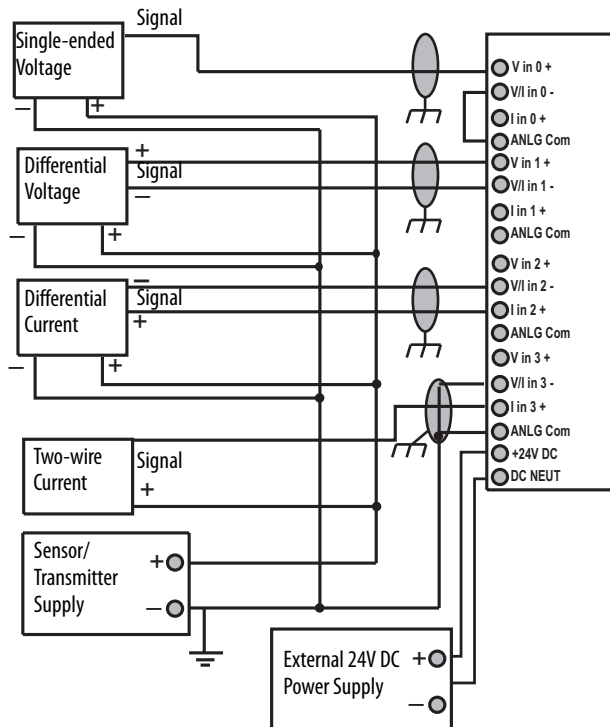 Single-ended
Voltage
Signal
−
+
Differential
Voltage
+
Signal
−
−
+
Differential
Current
−
Signal
+
−
+
Two-wire
Current
Signal
+
Sensor/
Transmitter
Supply
+
−
External 24V DC
Power Supply
+
−
V in 0 +
V/I in 0 -
I in 0 +
ANLG Com
V in 1 +
V/I in 1 -
I in 1 +
ANLG Com
V in 2 +
V/I in 2 -
I in 2 +
ANLG Com
V in 3 +
V/I in 3 -
I in 3 +
ANLG Com
+24V DC
DC NEUT